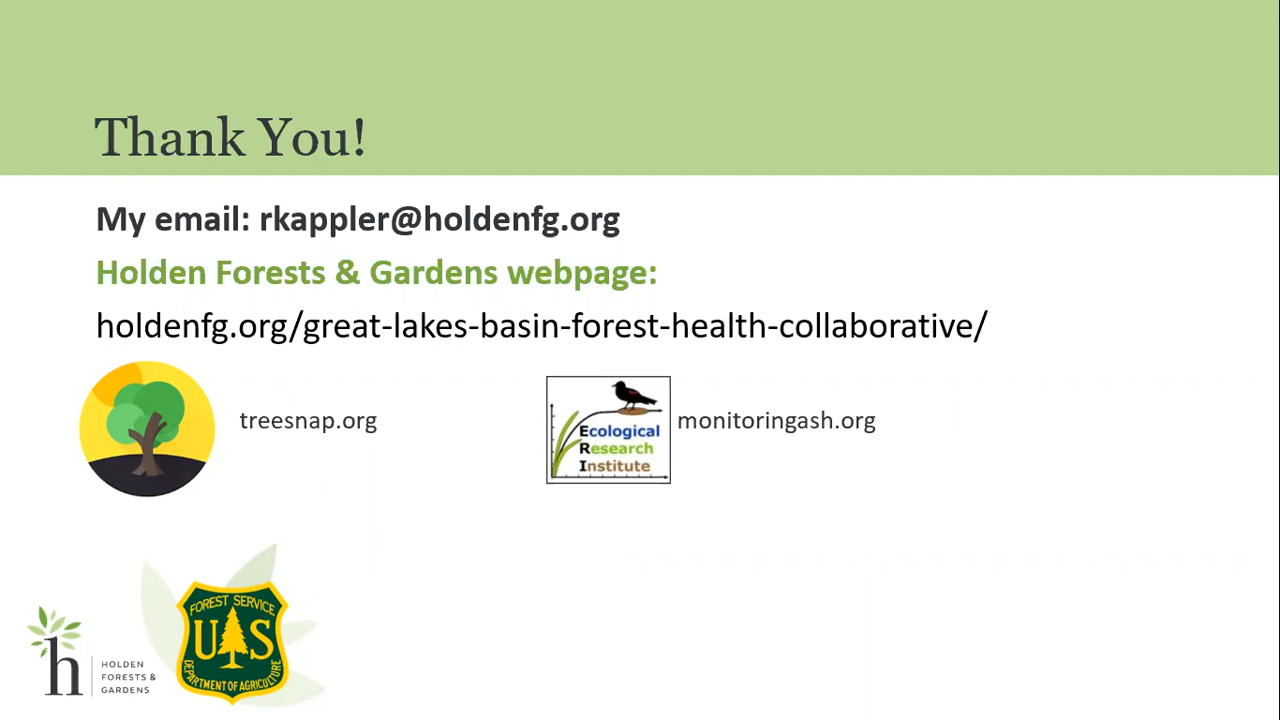 Thank You!
My email: rkappler@holdenfg.org
Holden Forests & Gardens webpage:
holdenfg.org/great-lakes-basin-forest-health-collaborative/
treesnap.org
Ecological
Research
Institute
monitoringash.org
h
HOLDEN
FORESTS &
GARDENS
FOREST SERVICE
U S
DEPARTMENT OF AGRICULTURE